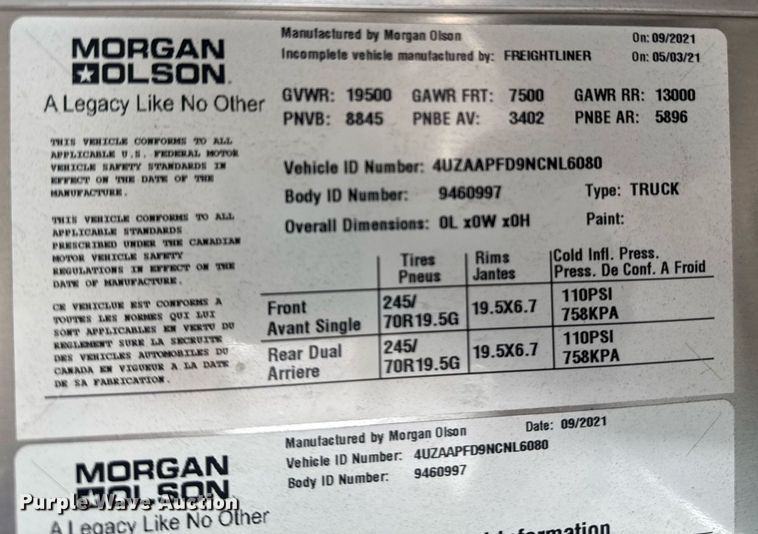 MORGAN
OLSON
A Legacy Like No Other
Manufactured by Morgan Olson On: 09/2021
Incomplete vehicle manufactured by: FREIGHTLINER On: 05/03/21
GVWR: 19500 GAWR FRT: 7500 GAWR RR: 13000
PNVB: 8845 PNBE AV: 3402 PNBE AR: 5896
THIS VEHICLE CONFORMS TO ALL
APPLICABLE U.S. FEDERAL MOTOR
VEHICLE SAFETY STANDARDS IN
EFFECT ON THE DATE OF THE
MANUFACTURE.
Vehicle ID Number: 4UZAAPFD9NCNL6080
Body ID Number: 9460997 Type: TRUCK
Overall Dimensions: 0L x0W x0H Paint:
THIS VEHICLE CONFORMS TO ALL
APPLICABLE STANDARDS
PRESCRIBED UNDER THE CANADIAN
MOTOR VEHICLE SAFETY
REGULATIONS IN EFFECT ON THE
DATE OF MANUFACTURE.
CE VEHICLUE EST CONFORMS A
TOUTES LES NORMES QUI LUI
SONT APPLICABLES EN VERTU DU
REGLEMENT SURE LA SECRUITE
DES VEHICLES AUTOMOBILES DU
CANADA EN VIGUEUR A LA DATE
DE SA FABRICATION.
Tires Rims Cold Infl. Press.
Pneus Jantes Press. De Conf. A Froid
Front 245/ 19.5X6.7 110PSI
Avant Single 70R19.5G 758KPA
Rear Dual 245/ 19.5X6.7 110PSI
Arriere 70R19.5G 758KPA
MORGAN
OLSON
A Legacy Like No Other
Manufactured by Morgan Olson Date: 09/2021
Vehicle ID Number: 4UZAAPFD9NCNL6080
Body ID Number: 9460997
Purple Wave Auction